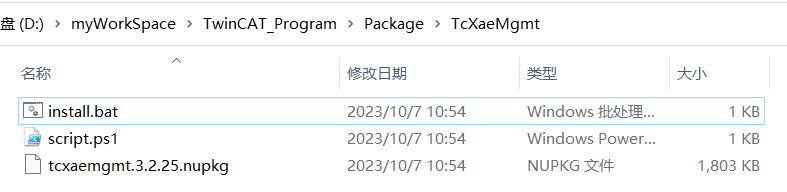 盘 (D:) > myWorkSpace > TwinCAT_Program > Package > TcXaeMgmt
名称 修改日期 类型 大小
install.bat 2023/10/7 10:54 Windows 批处理... 1 KB
script.ps1 2023/10/7 10:54 Windows Power... 1 KB
tcxaemgmt.3.2.25.nupkg 2023/10/7 10:54 NUPKG 文件 1,803 KB